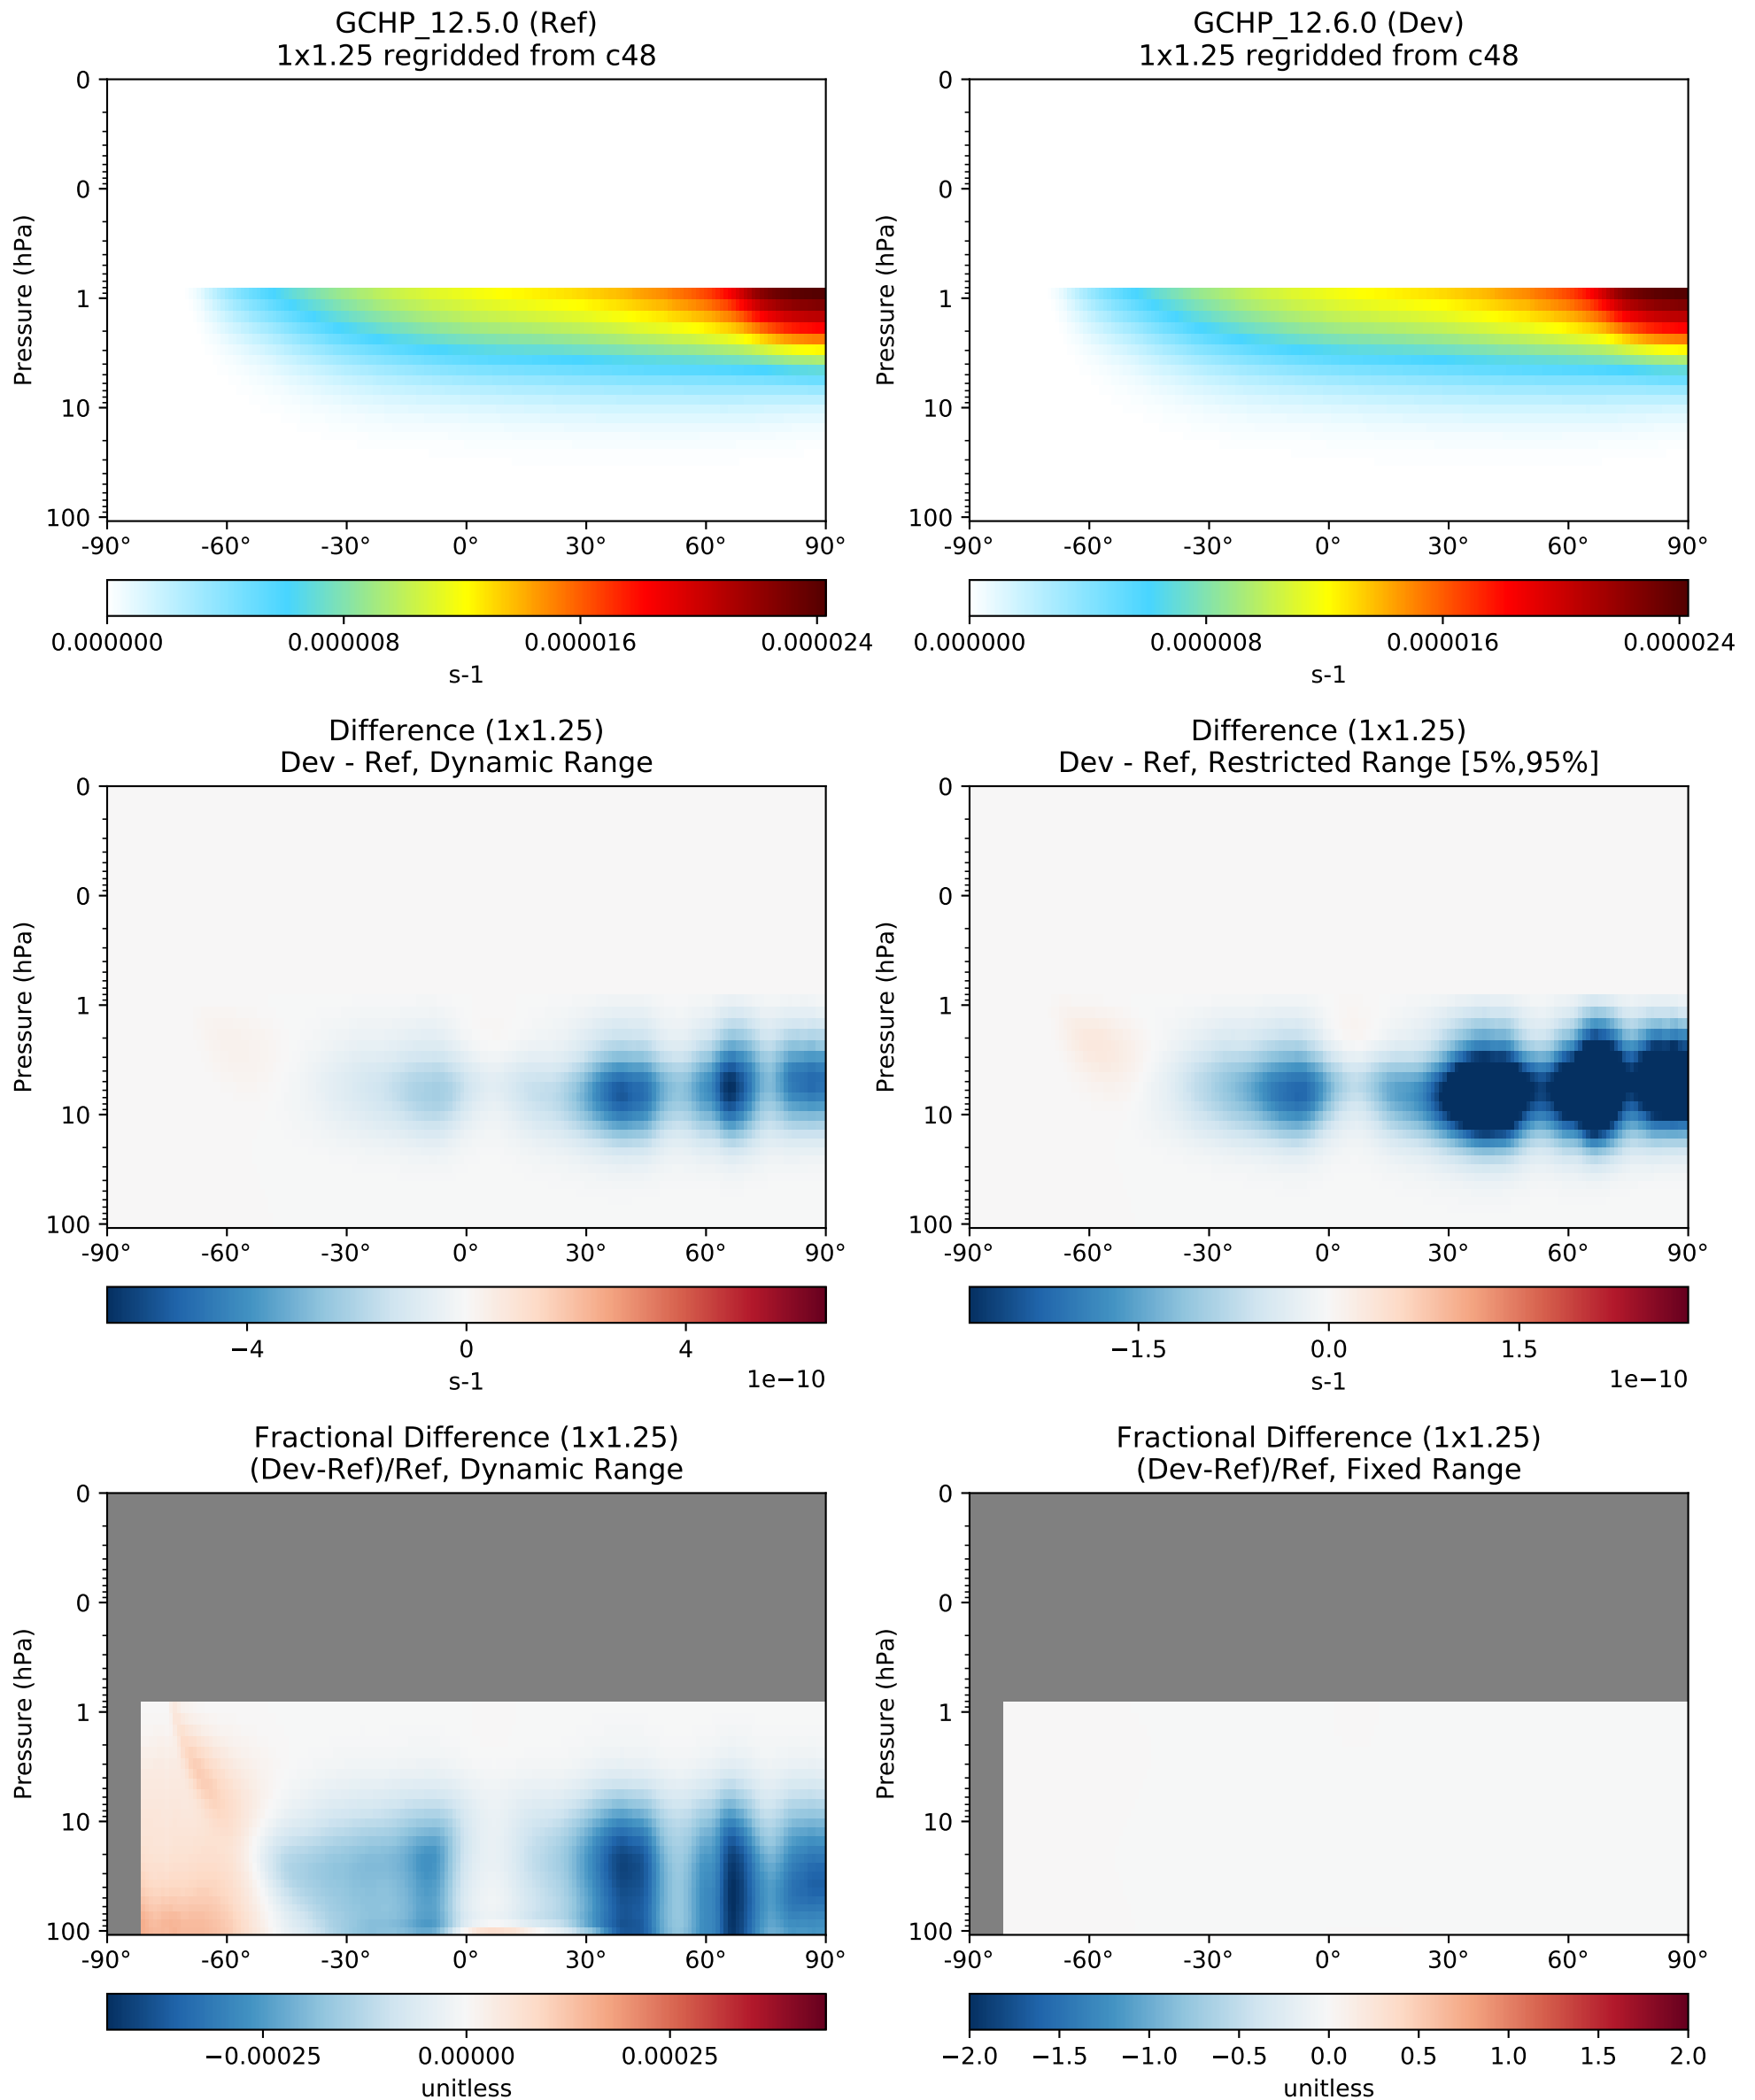 GCHP_12.5.0 (Ref)
1x1.25 regridded from c48
GCHP_12.6.0 (Dev)
1x1.25 regridded from c48
Pressure (hPa)
0
0
1
10
100
-90° -60° -30° 0° 30° 60° 90°
0.000000 0.000008 0.000016 0.000024
s-1
Pressure (hPa)
0
0
1
10
100
-90° -60° -30° 0° 30° 60° 90°
0.000000 0.000008 0.000016 0.000024
s-1
Difference (1x1.25)
Dev - Ref, Dynamic Range
Difference (1x1.25)
Dev - Ref, Restricted Range [5%,95%]
Pressure (hPa)
0
0
1
10
100
-90° -60° -30° 0° 30° 60° 90°
−4 0 4
s-1 1e−10
Pressure (hPa)
0
0
1
10
100
-90° -60° -30° 0° 30° 60° 90°
−1.5 0.0 1.5
s-1 1e−10
Fractional Difference (1x1.25)
(Dev-Ref)/Ref, Dynamic Range
Fractional Difference (1x1.25)
(Dev-Ref)/Ref, Fixed Range
Pressure (hPa)
0
0
1
10
100
-90° -60° -30° 0° 30° 60° 90°
−0.00025 0.00000 0.00025
unitless
Pressure (hPa)
0
0
1
10
100
-90° -60° -30° 0° 30° 60° 90°
−2.0 −1.5 −1.0 −0.5 0.0 0.5 1.0 1.5 2.0
unitless